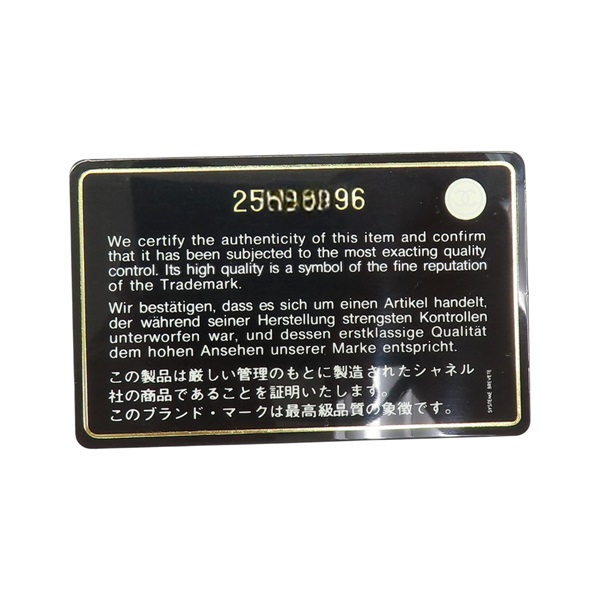 We certify the authenticity of this item and confirm
that it has been subjected to the most exacting quality
control. Its high quality is a symbol of the fine reputation
of the Trademark.
Wir bestätigen, dass es sich um einen Artikel handelt,
der während seiner Herstellung strengsten Kontrollen
unterworfen war, und dessen erstklassige Qualität
dem hohen Ansehen unserer Marke entspricht.
この製品は厳しい管理のもとに製造されたシャネル
社の商品であることを証明いたします。
このブランド・マークは最高級品質の象徴です。
SYSTEME BREVETE